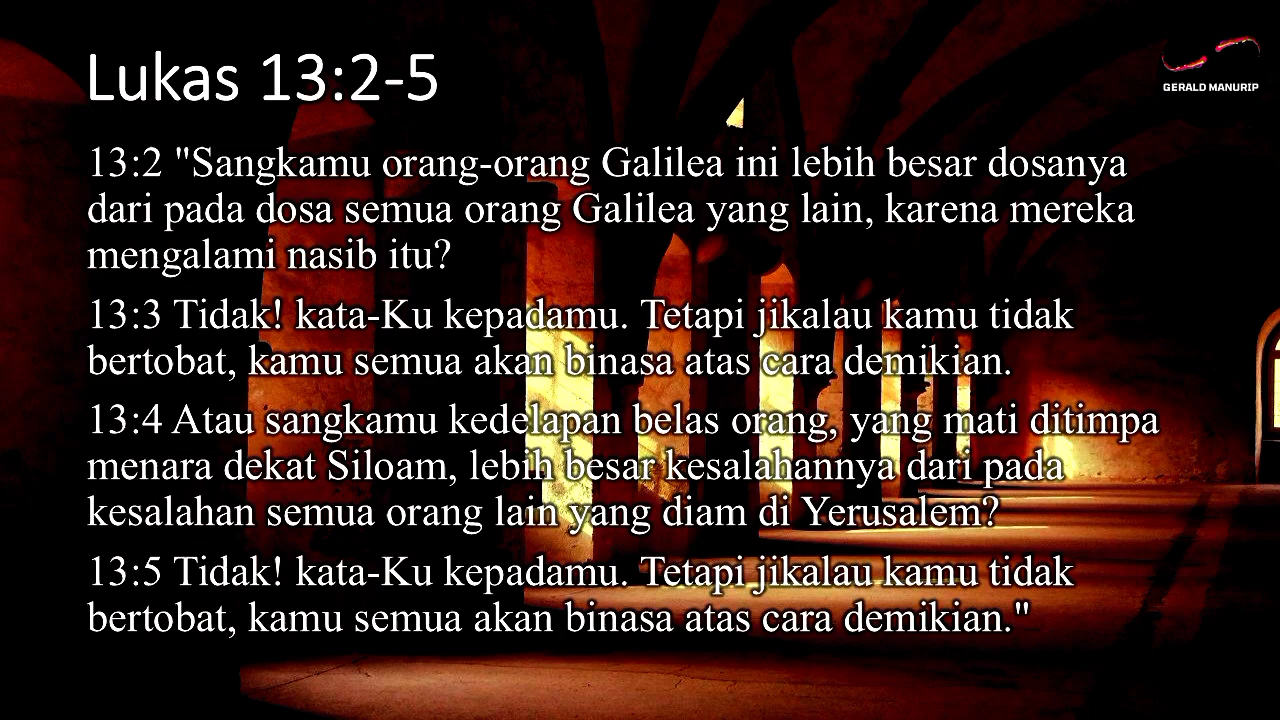 Lukas 13:2-5
GERALD MANURIP
13:2 "Sangkamu orang-orang Galilea ini lebih besar dosanya
dari pada dosa semua orang Galilea yang lain, karena mereka
mengalami nasib itu?
13:3 Tidak! kata-Ku kepadamu. Tetapi jikalau kamu tidak
bertobat, kamu semua akan binasa atas cara demikian.
13:4 Atau sangkamu kedelapan belas orang, yang mati ditimpa
menara dekat Siloam, lebih besar kesalahannya dari pada
kesalahan semua orang lain yang diam di Yerusalem?
13:5 Tidak! kata-Ku kepadamu. Tetapi jikalau kamu tidak
bertobat, kamu semua akan binasa atas cara demikian."